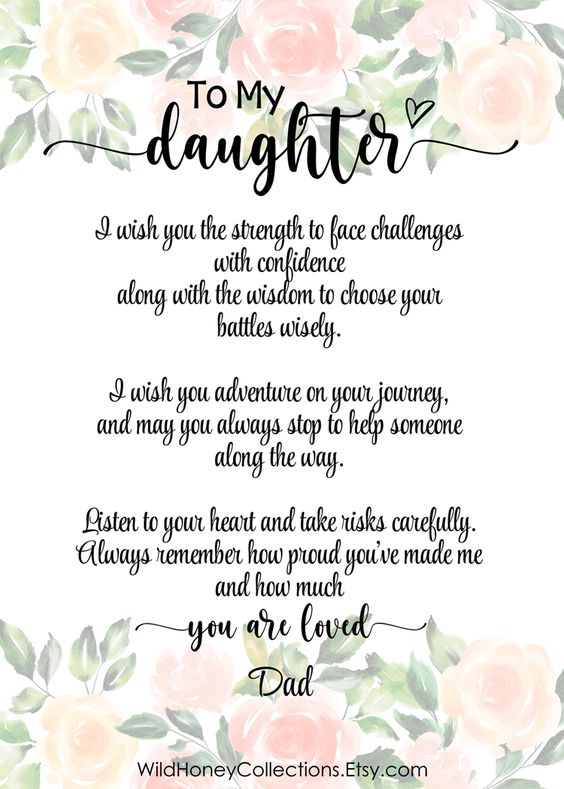 To My
daughter
I wish you the strength to face challenges
with confidence
along with the wisdom to choose your
battles wisely.
I wish you adventure on your journey,
and may you always stop to help someone
along the way.
Listen to your heart and take risks carefully.
Always remember how proud you've made me
and how much
you are loved
Dad
WildHoneyCollections.Etsy.com